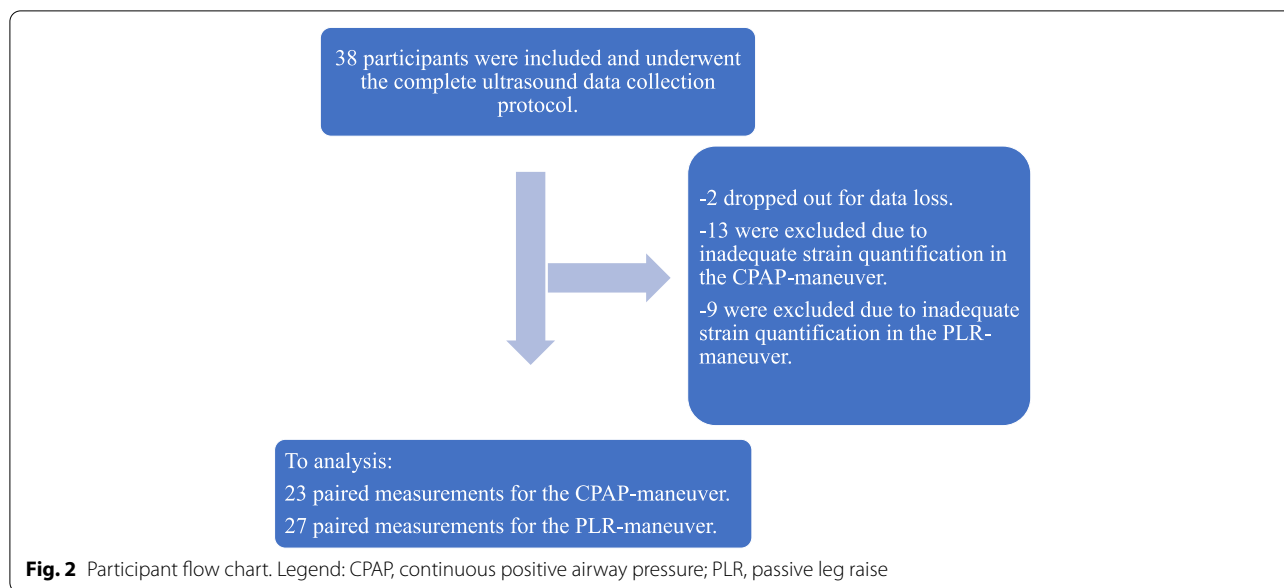 38 participants were included and underwent
the complete ultrasound data collection
protocol.
-2 dropped out for data loss.
-13 were excluded due to
inadequate strain quantification in
the CPAP-maneuver.
-9 were excluded due to inadequate
strain quantification in the PLR-
maneuver.
To analysis:
23 paired measurements for the CPAP-maneuver.
27 paired measurements for the PLR-maneuver.
Fig. 2 Participant flow chart. Legend: CPAP, continuous positive airway pressure; PLR, passive leg raise